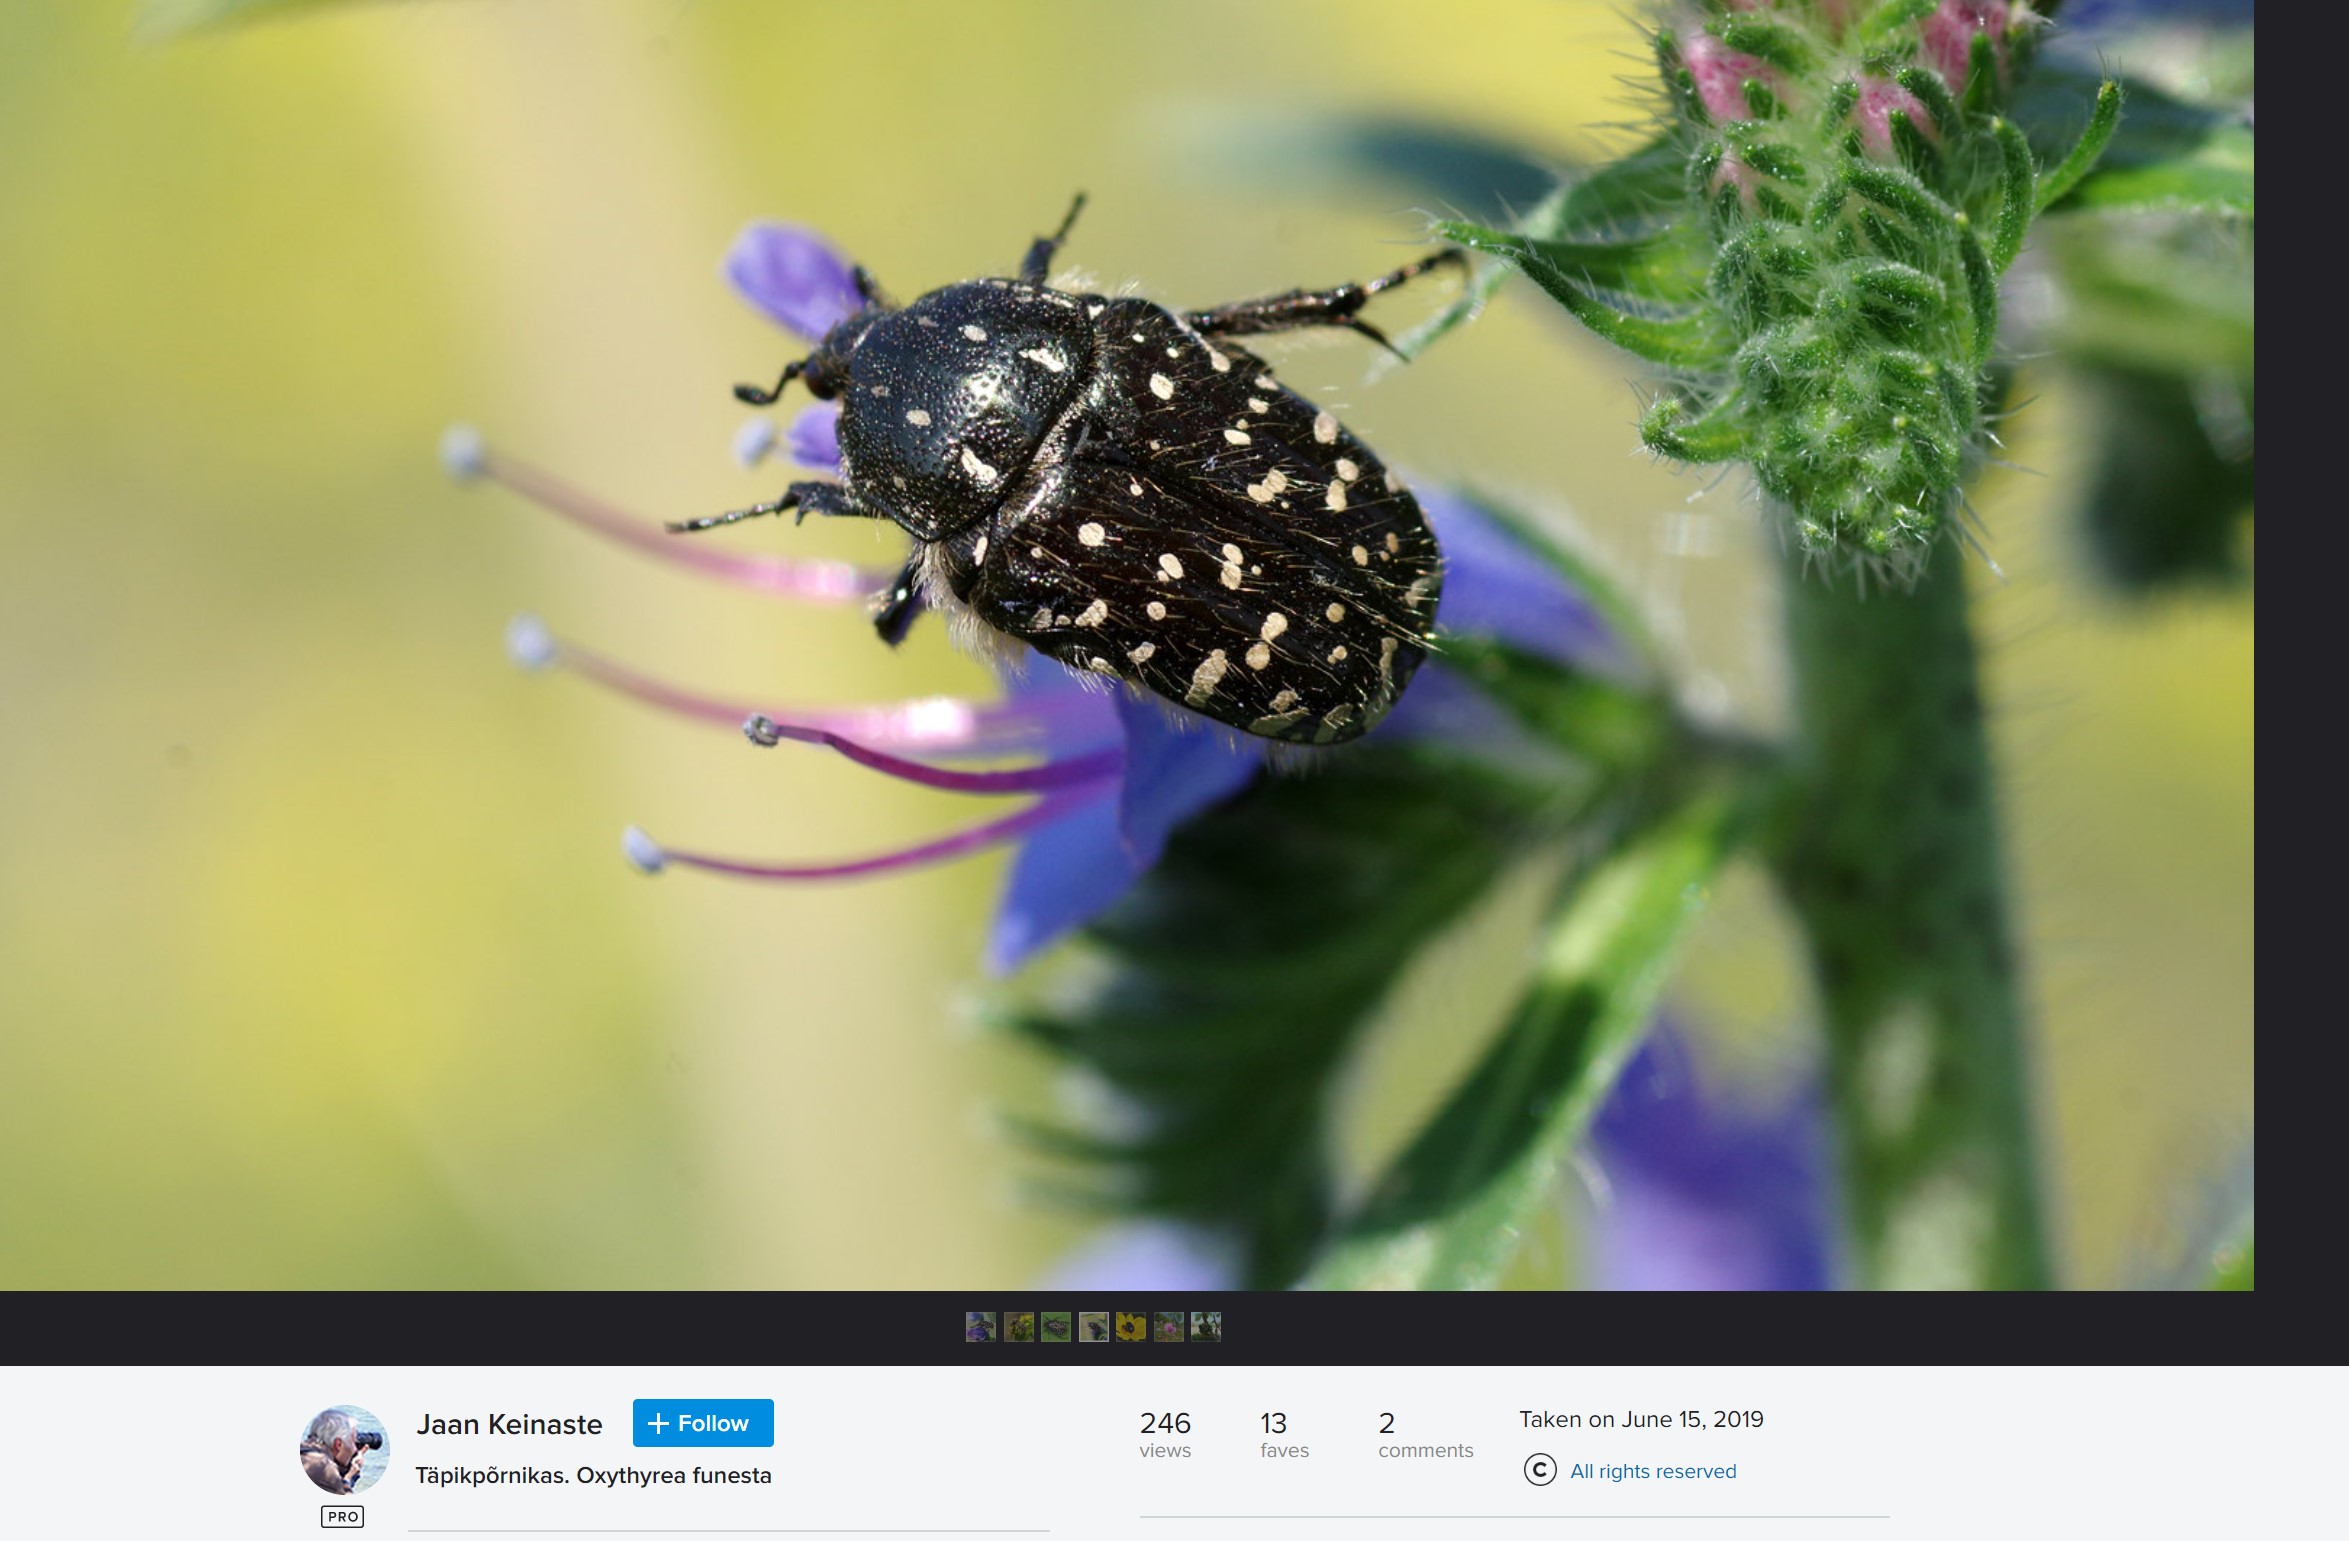 Jaan Keinaste
+ Follow
Täpikpõrnikas. Oxythyrea funesta
PRO
246
views
13
faves
2
comments
Taken on June 15, 2019
© All rights reserved